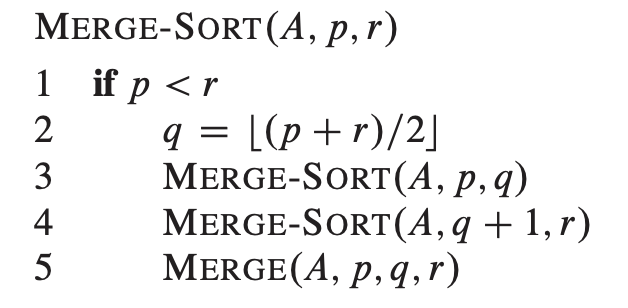 MERGE-SORT(A, p, r)
1 if p < r
2 q = ⌊(p + r)/2⌋
3 MERGE-SORT(A, p, q)
4 MERGE-SORT(A, q + 1, r)
5 MERGE(A, p, q, r)